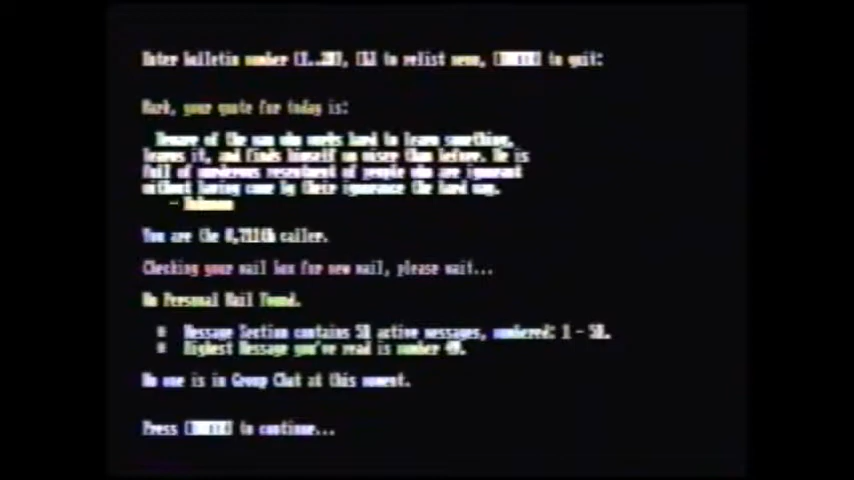 Enter bulletin number (1..20), [L] to relist menu, [Enter] to quit:
Mark, your quote for today is:
Beware of the man who works hard to learn something,
learns it, and finds himself no wiser than before. He is
full of murderous resentment of people who are ignorant
without having come by their ignorance the hard way.
- Unknown
You are the 8,711th caller.
Checking your mail box for new mail, please wait...
No Personal Mail Found.
* Message Section contains 50 active messages, numbered: 1 - 50.
* Highest Message you've read is number 49.
No one is in Group Chat at this moment.
Press [Enter] to continue...